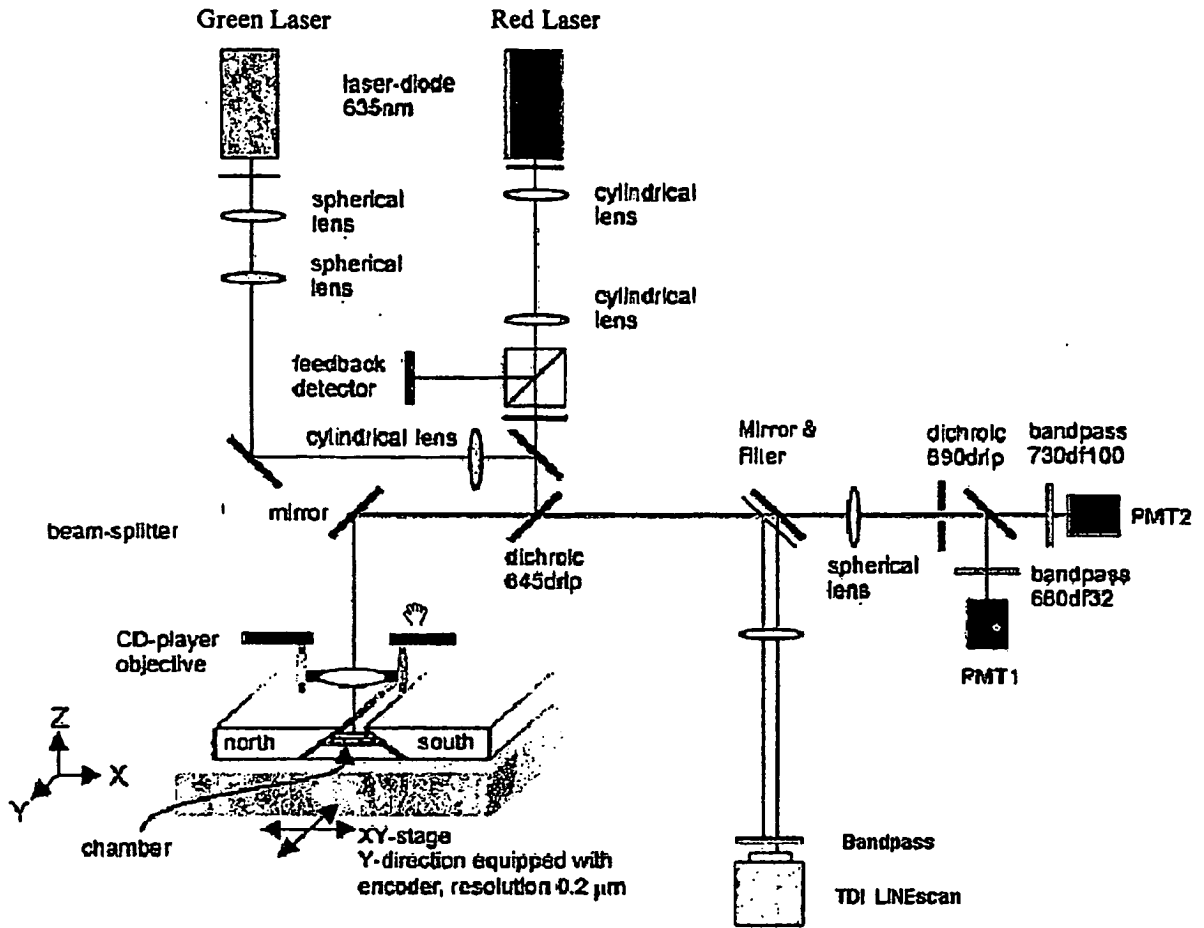 Green Laser
Red Laser
laser-diode
635nm
spherical
lens
cylindrical
lens
spherical
lens
cylindrical
lens
feedback
detector
cylindrical lens
Mirror &
Filler
dichroic
690drlp
bandpass
730df100
beam-splitter
mirror
PMT2
dichroic
645drlp
spherical
lens
bandpass
680df32
CD-player
objective
PMT1
Z
X
Y
north
south
chamber
XY-stage
Y-direction equipped with
encoder, resolution 0.2 µm
Bandpass
TDI LINEscan